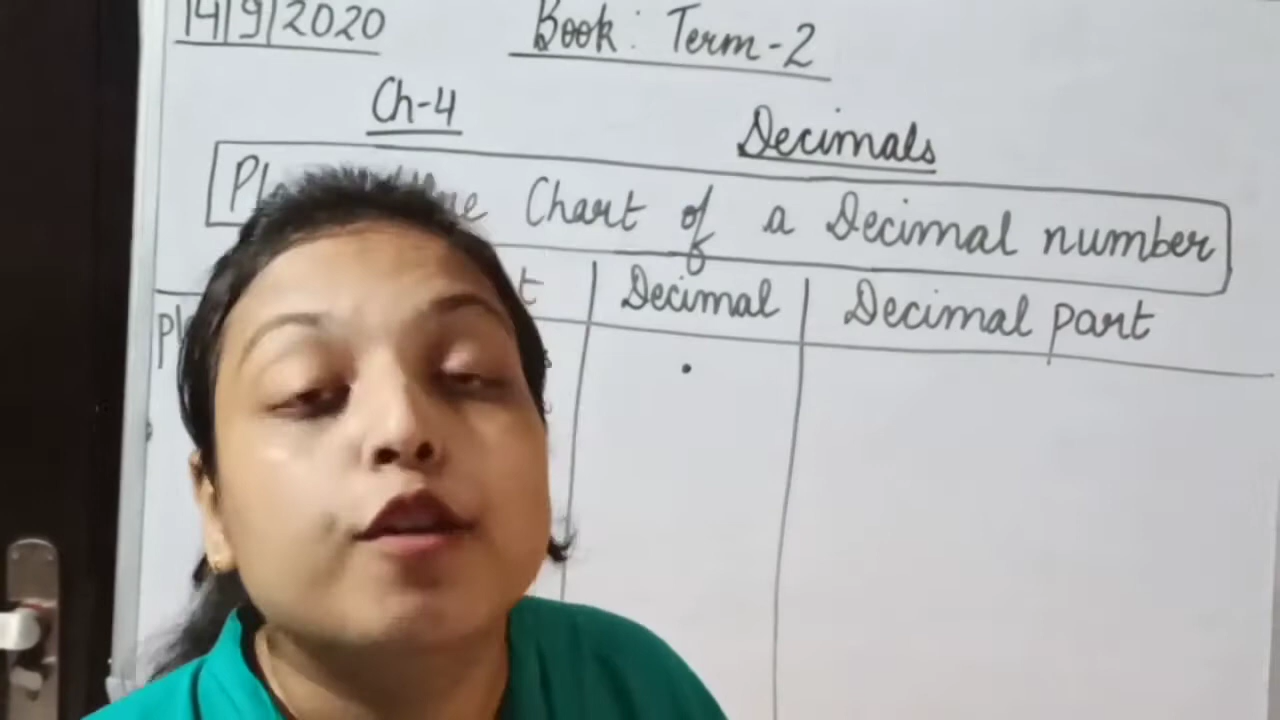 14/9/2020 Book: Term-2
Ch-4 Decimals
Chart of a Decimal number
Decimal Decimal part
.